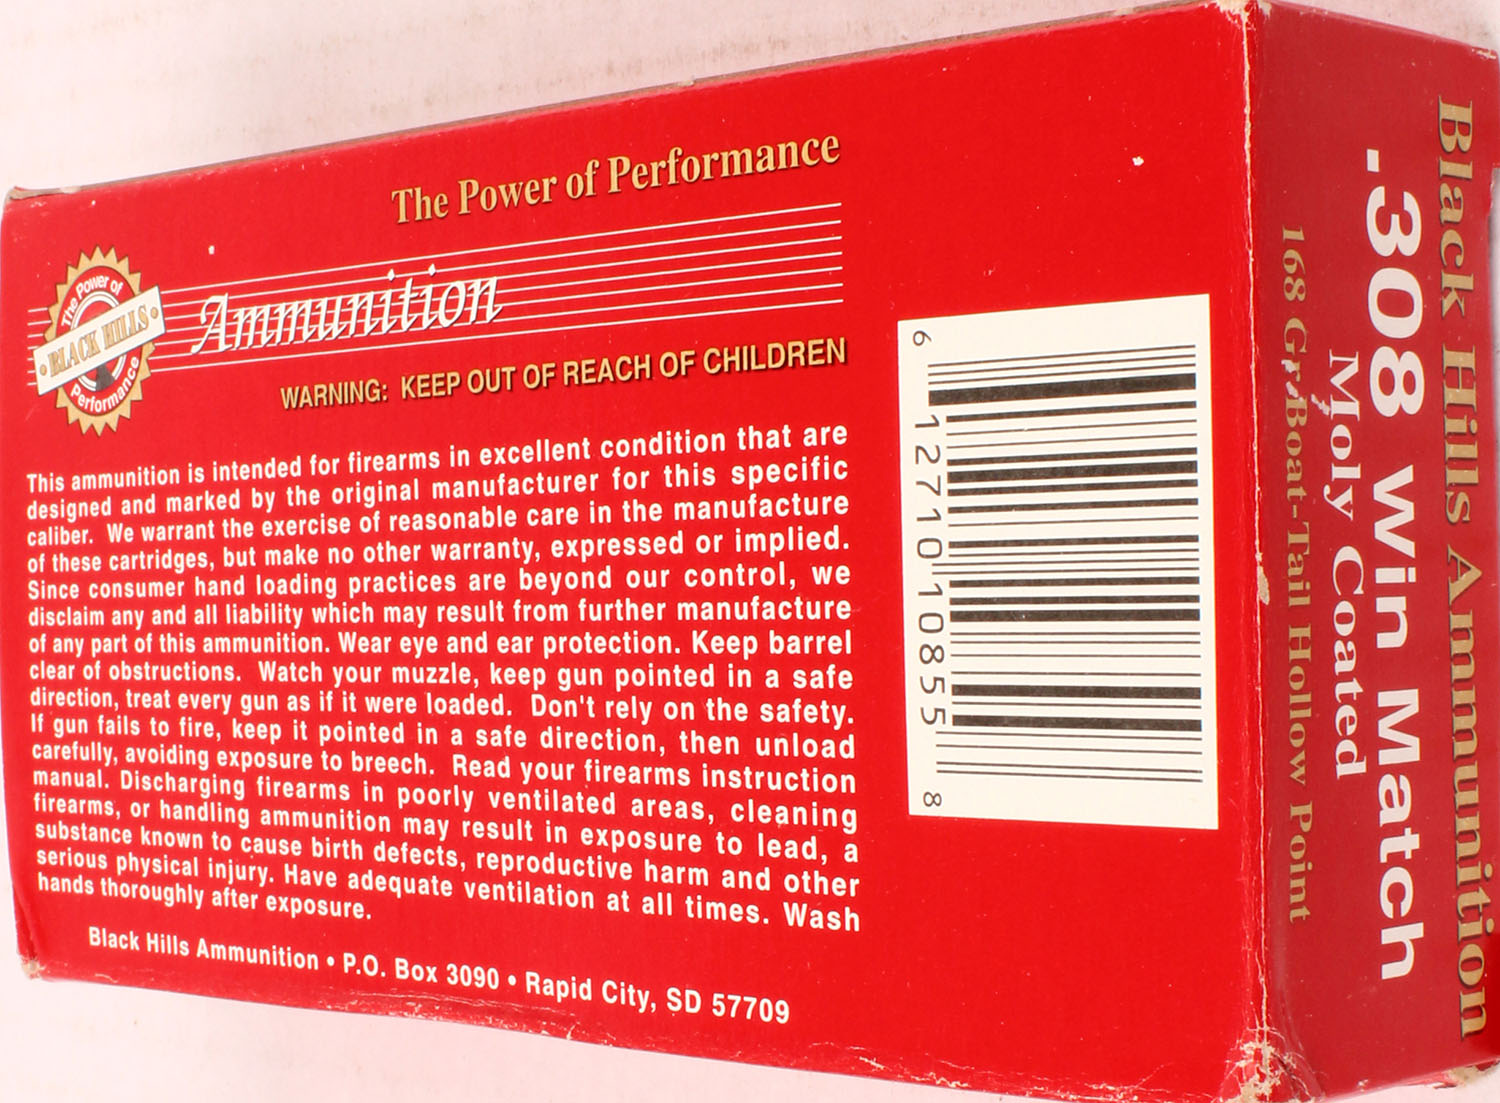 The Power of Performance
The Power of
BLACK HILLS
Performance
Ammunition
WARNING: KEEP OUT OF REACH OF CHILDREN
This ammunition is intended for firearms in excellent condition that are
designed and marked by the original manufacturer for this specific
caliber. We warrant the exercise of reasonable care in the manufacture
of these cartridges, but make no other warranty, expressed or implied.
Since consumer hand loading practices are beyond our control, we
disclaim any and all liability which may result from further manufacture
of any part of this ammunition. Wear eye and ear protection. Keep barrel
clear of obstructions. Watch your muzzle, keep gun pointed in a safe
direction, treat every gun as if it were loaded. Don't rely on the safety.
If gun fails to fire, keep it pointed in a safe direction, then unload
carefully, avoiding exposure to breech. Read your firearms instruction
manual. Discharging firearms in poorly ventilated areas, cleaning
firearms, or handling ammunition may result in exposure to lead, a
substance known to cause birth defects, reproductive harm and other
serious physical injury. Have adequate ventilation at all times. Wash
hands thoroughly after exposure.
Black Hills Ammunition • P.O. Box 3090 • Rapid City, SD 57709
6 12710 10855 8
Black Hills Ammunition
.308 Win Match
Moly Coated
168 Gr. Boat-Tail Hollow Point